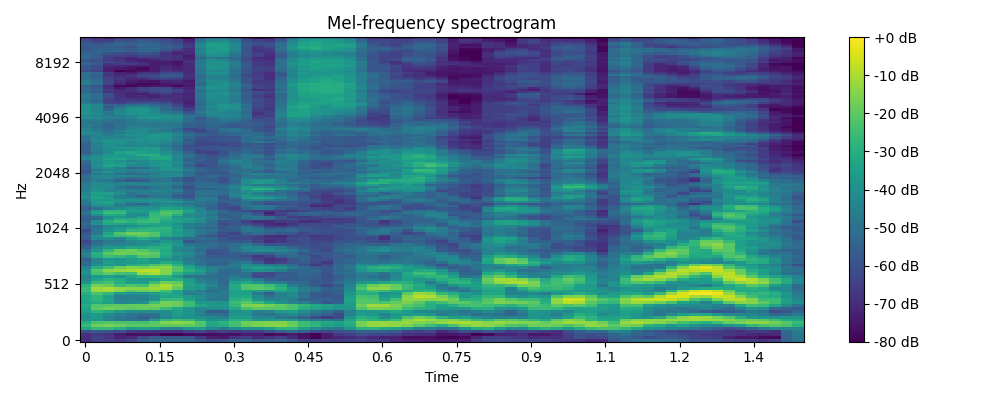 Mel-frequency spectrogram
Hz
8192
4096
2048
1024
512
0
0 0.15 0.3 0.45 0.6 0.75 0.9 1.1 1.2 1.4
Time
+0 dB
-10 dB
-20 dB
-30 dB
-40 dB
-50 dB
-60 dB
-70 dB
-80 dB